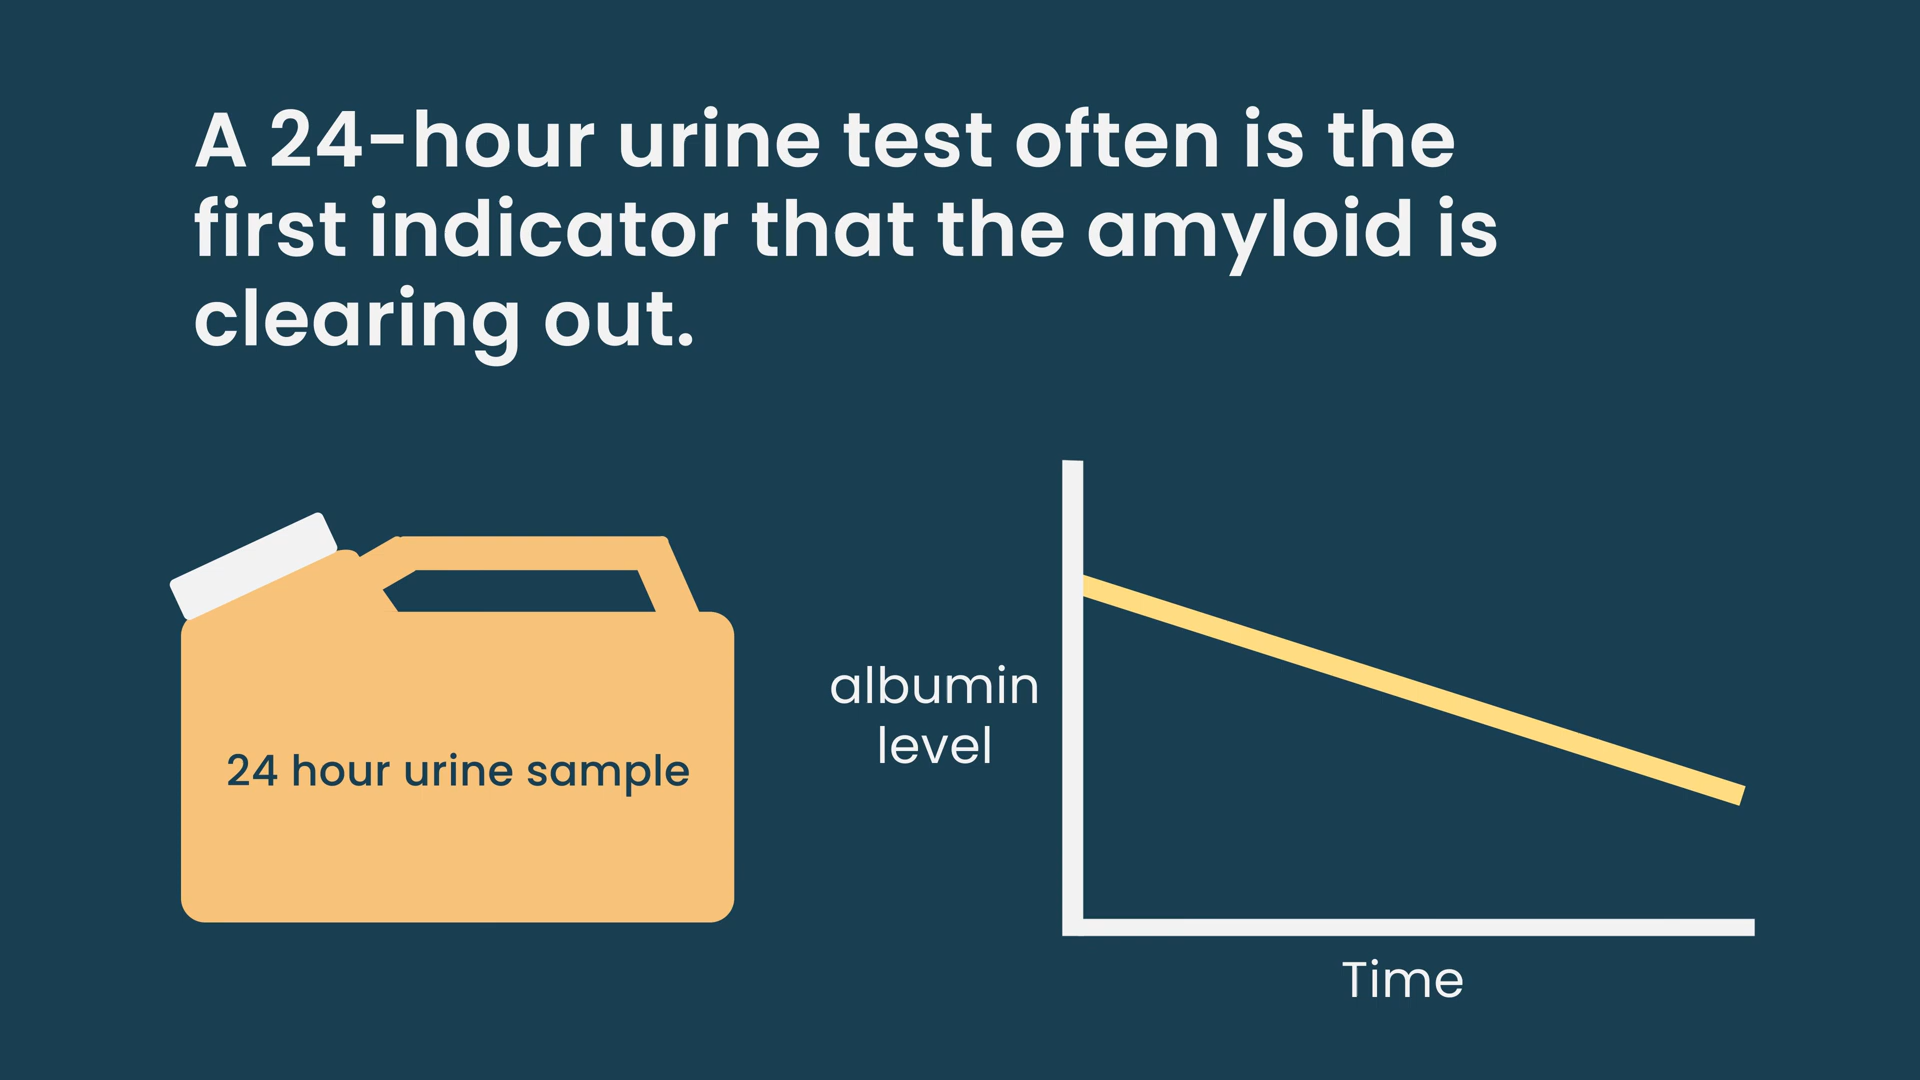 A 24-hour urine test often is the
first indicator that the amyloid is
clearing out.
24 hour urine sample
albumin
level
Time